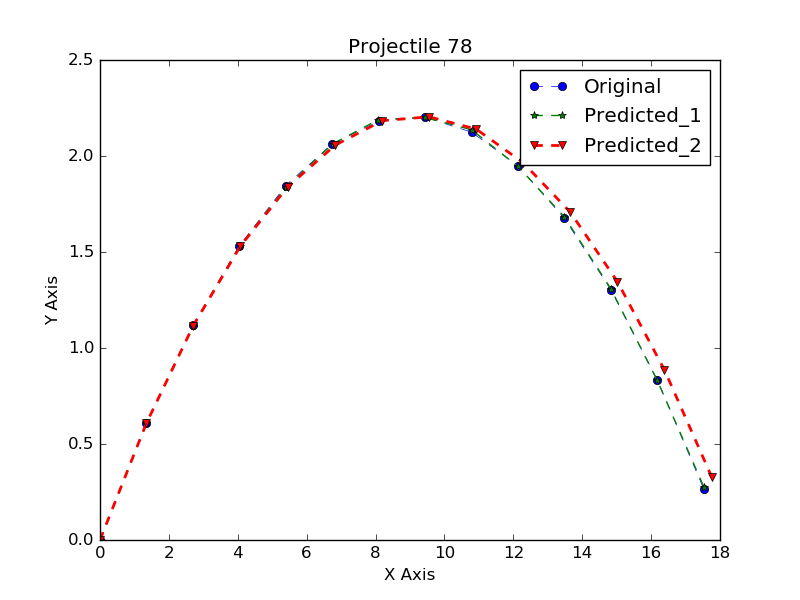 Projectile 78
Original
Predicted_1
Predicted_2
Y Axis
2.5
2.0
1.5
1.0
0.5
0.0
0 2 4 6 8 10 12 14 16 18
X Axis